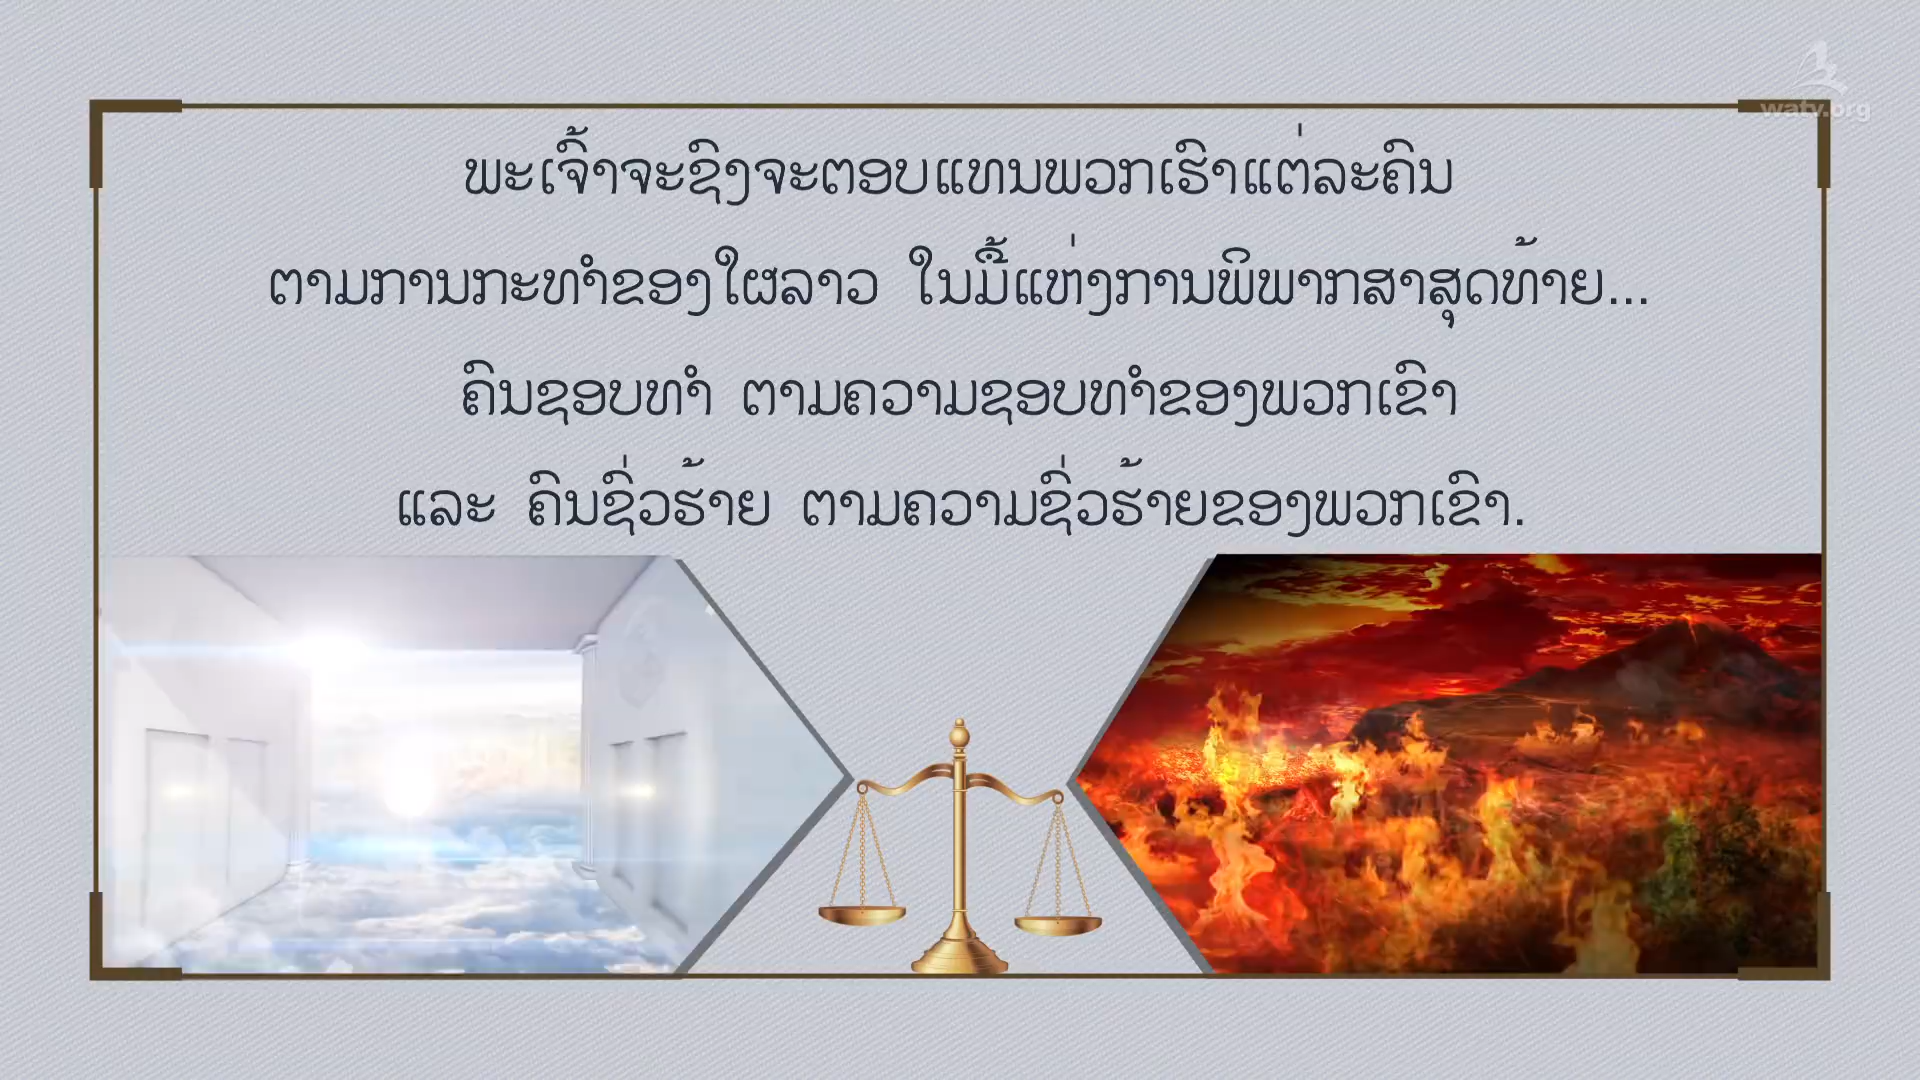 watv.org
ພະເຈົ້າຈະຊົງຈະຕອບແທນພວກເຮົາແຕ່ລະຄົນ
ຕາມການກະທຳຂອງໃຜລາວ ໃນມື້ແຫ່ງການພິພາກສາສຸດທ້າຍ...
ຄົນຊອບທຳ ຕາມຄວາມຊອບທຳຂອງພວກເຂົາ
ແລະ ຄົນຊົ່ວຮ້າຍ ຕາມຄວາມຊົ່ວຮ້າຍຂອງພວກເຂົາ.